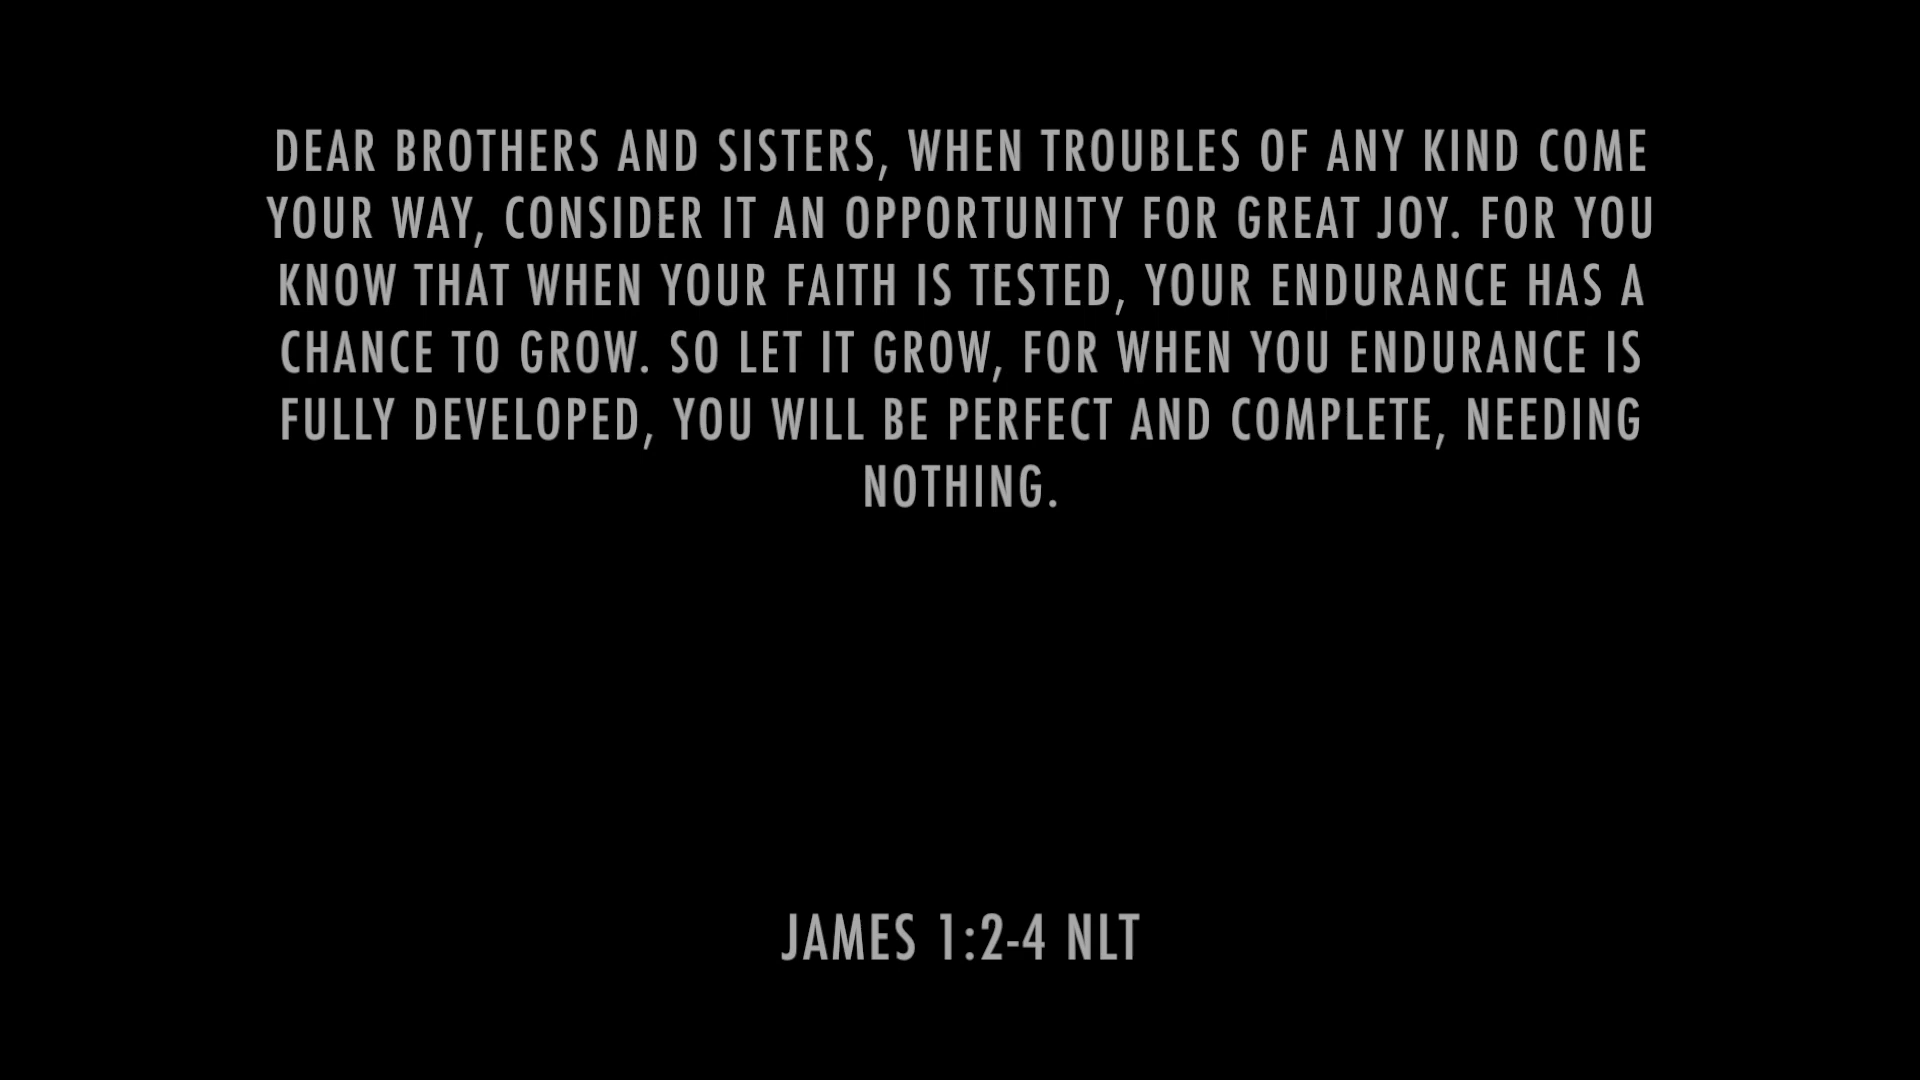 DEAR BROTHERS AND SISTERS, WHEN TROUBLES OF ANY KIND COME
YOUR WAY, CONSIDER IT AN OPPORTUNITY FOR GREAT JOY. FOR YOU
KNOW THAT WHEN YOUR FAITH IS TESTED, YOUR ENDURANCE HAS A
CHANCE TO GROW. SO LET IT GROW, FOR WHEN YOU ENDURANCE IS
FULLY DEVELOPED, YOU WILL BE PERFECT AND COMPLETE, NEEDING
NOTHING.
JAMES 1:2-4 NLT